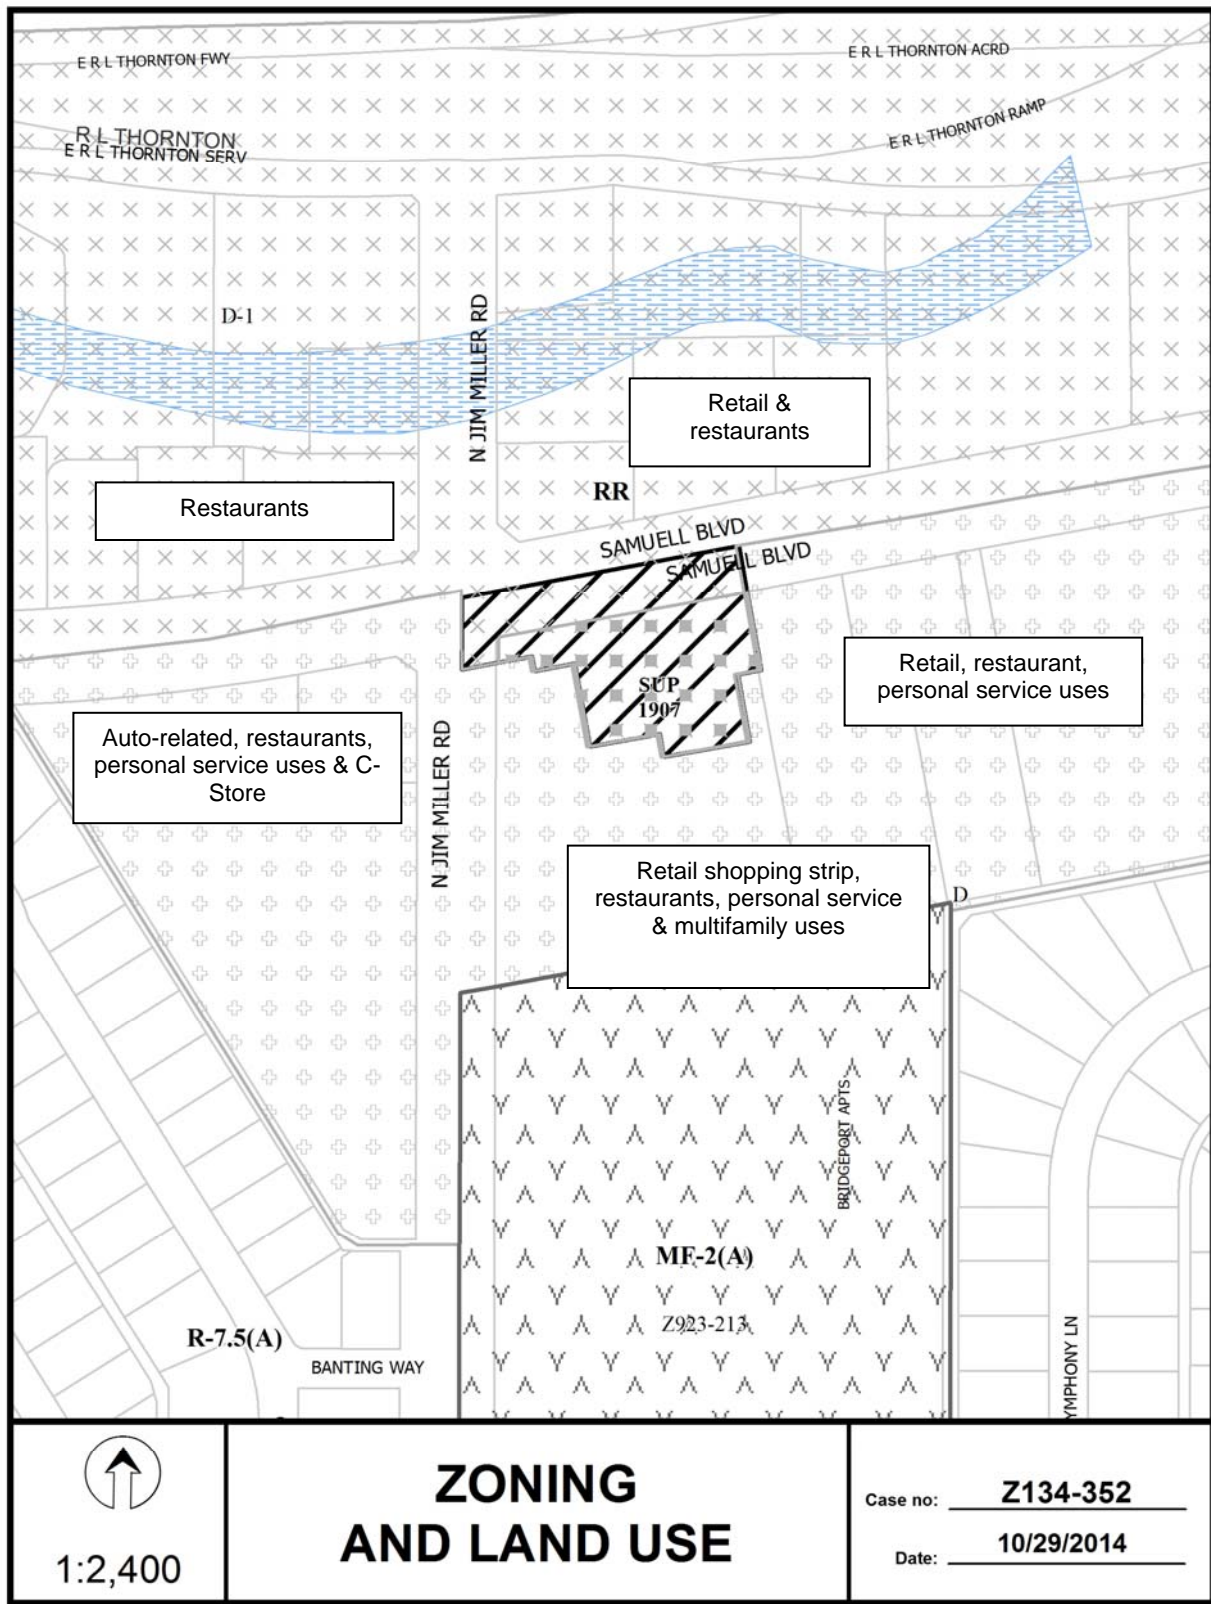 E R L THORNTON FWY
E R L THORNTON ACRD
R L THORNTON
E R L THORNTON SERV
E R L THORNTON RAMP
D-1
N JIM MILLER RD
Retail &
restaurants
Restaurants
RR
SAMUELL BLVD
SAMUELL BLVD
Retail, restaurant,
personal service uses
SUP
1907
Auto-related, restaurants,
personal service uses & C-
Store
N JIM MILLER RD
Retail shopping strip,
restaurants, personal service
& multifamily uses
D
BRIDGEPORT APTS
MF-2(A)
Z923-213
R-7.5(A)
BANTING WAY
YMPHONY LN
1:2,400
ZONING
AND LAND USE
Case no: Z134-352
Date: 10/29/2014